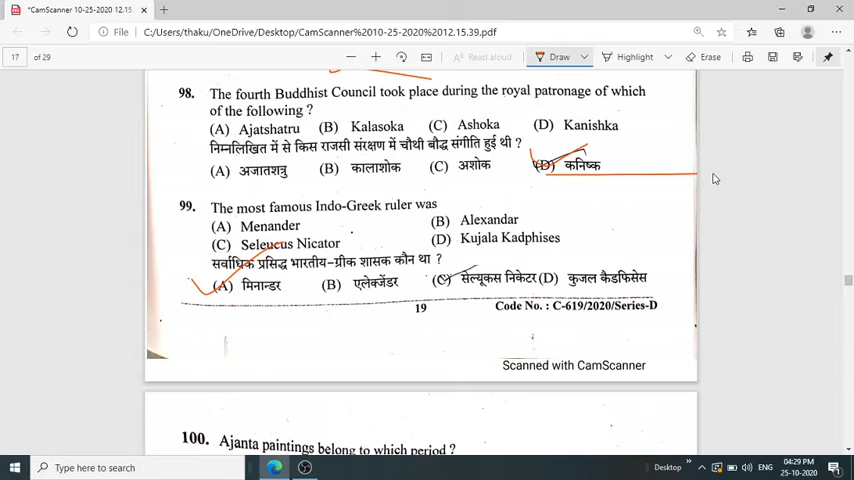 *CamScanner 10-25-2020 12.15.
File
C:/Users/thaku/OneDrive/Desktop/CamScanner%2010-25-2020%2012.15.39.pdf
17 of 29
Read aloud
Draw
Highlight
Erase
98. The fourth Buddhist Council took place during the royal patronage of which
of the following ?
(A) Ajatshatru (B) Kalasoka (C) Ashoka (D) Kanishka
निम्नलिखित में से किस राजसी संरक्षण में चौथी बौद्ध संगीति हुई थी ?
(A) अजातशत्रु (B) कालाशोक (C) अशोक (D) कनिष्क
99. The most famous Indo-Greek ruler was
(A) Menander (B) Alexandar
(C) Seleucus Nicator (D) Kujala Kadphises
सर्वाधिक प्रसिद्ध भारतीय-ग्रीक शासक कौन था ?
(A) मिनान्डर (B) एलेक्जेंडर (C) सेल्यूकस निकेटर (D) कुजल कैडफिसेस
19
Code No. : C-619/2020/Series-D
Scanned with CamScanner
100. Ajanta paintings belong to which period ?
Type here to search
Desktop
ENG
04:29 PM
25-10-2020